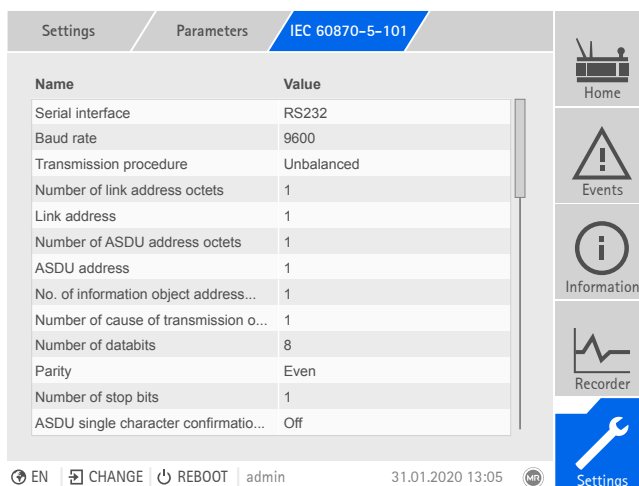 Settings Parameters IEC 60870-5-101
Name Value
Serial interface RS232
Baud rate 9600
Transmission procedure Unbalanced
Number of link address octets 1
Link address 1
Number of ASDU address octets 1
ASDU address 1
No. of information object address... 1
Number of cause of transmission o... 1
Number of databits 8
Parity Even
Number of stop bits 1
ASDU single character confirmatio... Off
Home
Events
Information
Recorder
Settings
EN CHANGE REBOOT admin 31.01.2020 13:05 MR